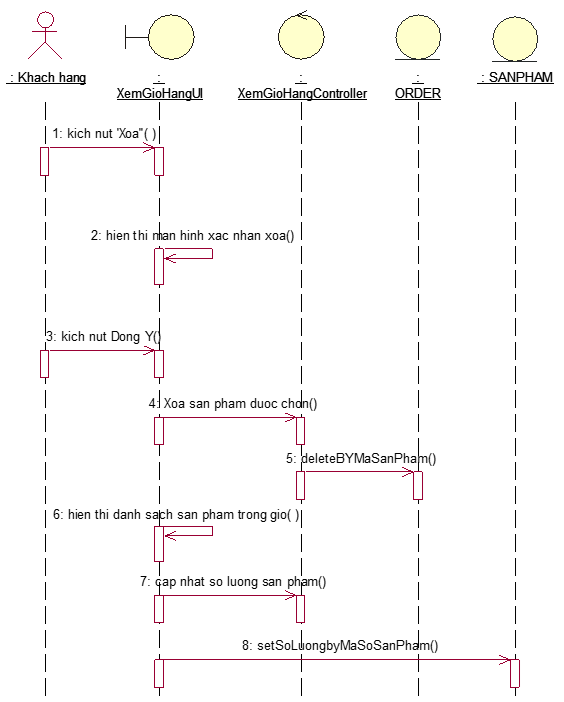 : Khach hang
:
XemGioHangUI
:
XemGioHangController
:
ORDER
: SANPHAM
1: kich nut 'Xoa"( )
2: hien thi man hinh xac nhan xoa()
3: kich nut Dong Y()
4: Xoa san pham duoc chon()
5: deleteBYMaSanPham()
6: hien thi danh sach san pham trong gio( )
7: cap nhat so luong san pham()
8: setSoLuongbyMaSoSanPham()